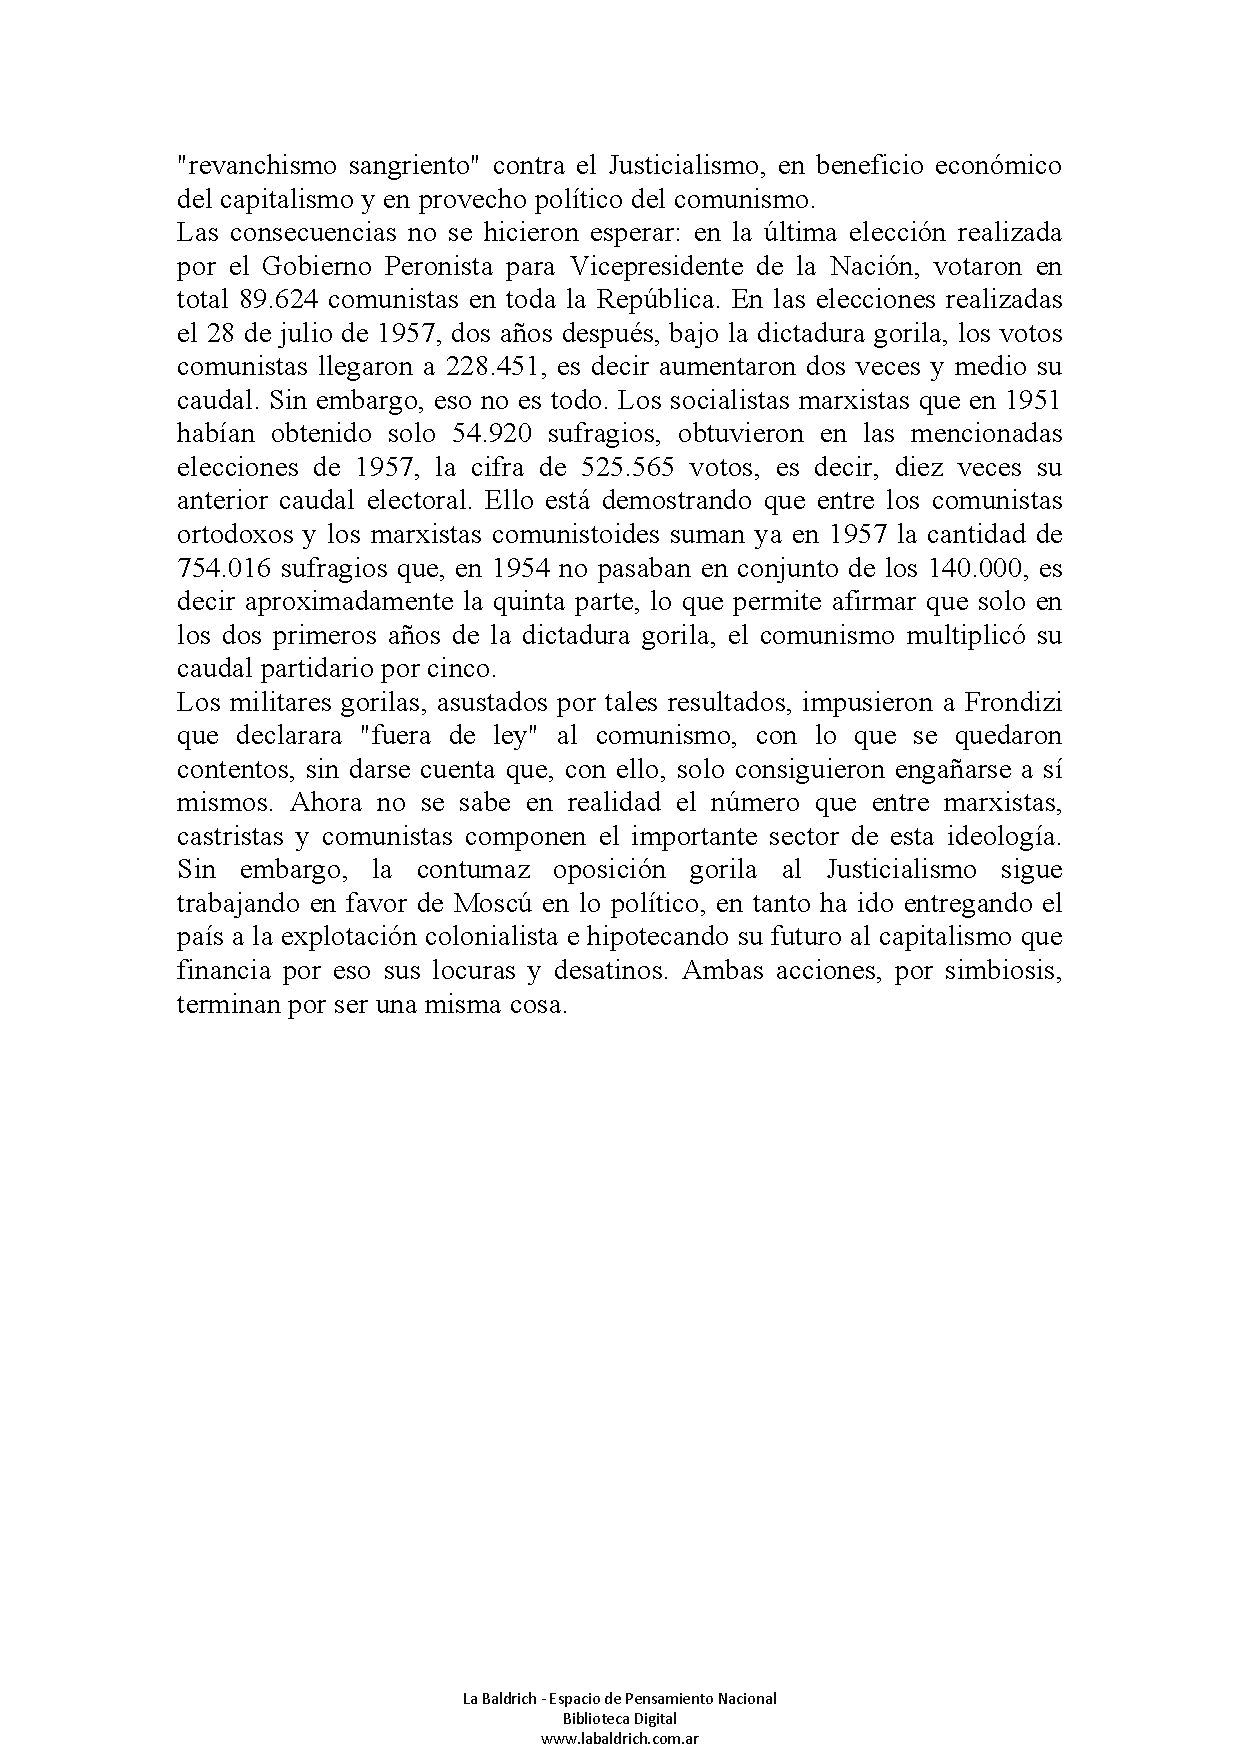 "revanchismo sangriento" contra el Justicialismo, en beneficio económico
del capitalismo y en provecho político del comunismo.
Las consecuencias no se hicieron esperar: en la última elección realizada
por el Gobierno Peronista para Vicepresidente de la Nación, votaron en
total 89.624 comunistas en toda la República. En las elecciones realizadas
el 28 de julio de 1957, dos años después, bajo la dictadura gorila, los votos
comunistas llegaron a 228.451, es decir aumentaron dos veces y medio su
caudal. Sin embargo, eso no es todo. Los socialistas marxistas que en 1951
habían obtenido solo 54.920 sufragios, obtuvieron en las mencionadas
elecciones de 1957, la cifra de 525.565 votos, es decir, diez veces su
anterior caudal electoral. Ello está demostrando que entre los comunistas
ortodoxos y los marxistas comunistoides suman ya en 1957 la cantidad de
754.016 sufragios que, en 1954 no pasaban en conjunto de los 140.000, es
decir aproximadamente la quinta parte, lo que permite afirmar que solo en
los dos primeros años de la dictadura gorila, el comunismo multiplicó su
caudal partidario por cinco.
Los militares gorilas, asustados por tales resultados, impusieron a Frondizi
que declarara "fuera de ley" al comunismo, con lo que se quedaron
contentos, sin darse cuenta que, con ello, solo consiguieron engañarse a sí
mismos. Ahora no se sabe en realidad el número que entre marxistas,
castristas y comunistas componen el importante sector de esta ideología.
Sin embargo, la contumaz oposición gorila al Justicialismo sigue
trabajando en favor de Moscú en lo político, en tanto ha ido entregando el
país a la explotación colonialista e hipotecando su futuro al capitalismo que
financia por eso sus locuras y desatinos. Ambas acciones, por simbiosis,
terminan por ser una misma cosa.
La Baldrich - Espacio de Pensamiento Nacional
Biblioteca Digital
www.labaldrich.com.ar